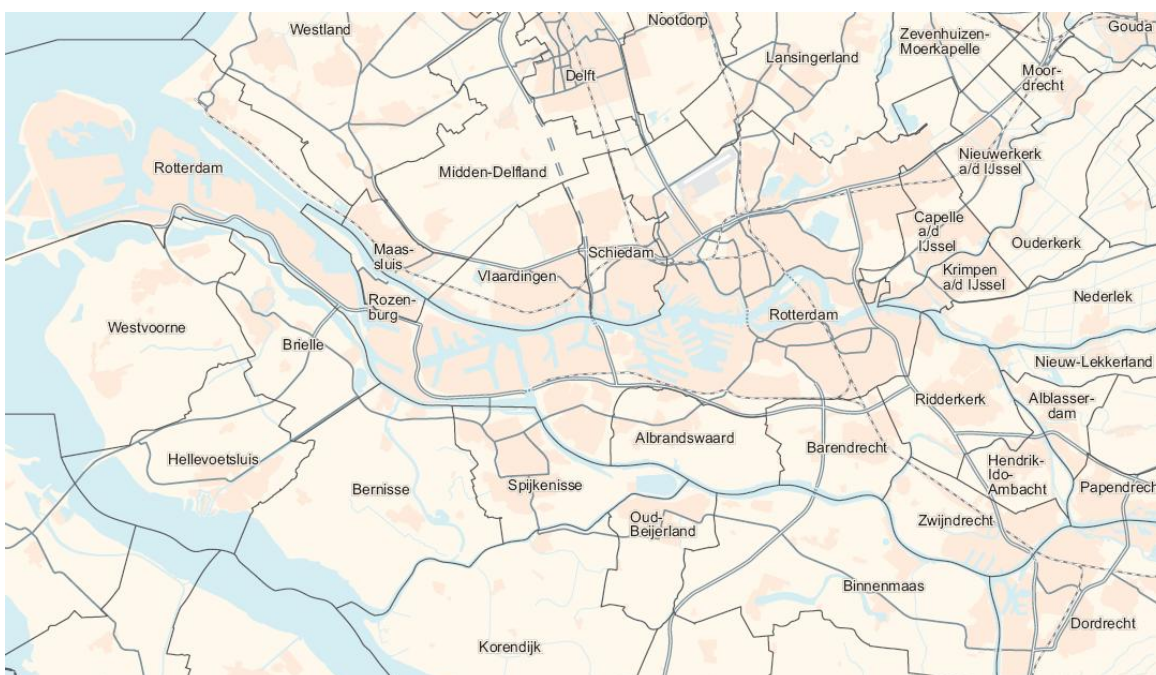 Nootdorp
Gouda
Westland
Zevenhuizen-
Moerkapelle
Lansingerland
Delft
Moor-
drecht
Rotterdam
Midden-Delfland
Nieuwerkerk
a/d IJssel
Capelle
a/d
IJssel
Ouderkerk
Maas-
sluis
Schiedam
Vlaardingen
Krimpen
a/d IJssel
Nederlek
Rozen-
burg
Rotterdam
Westvoorne
Brielle
Nieuw-Lekkerland
Ridderkerk
Alblasser-
dam
Albrandswaard
Barendrecht
Hellevoetsluis
Hendrik-
Ido-
Ambacht
Bernisse
Spijkenisse
Papendrecht
Oud-
Beijerland
Zwijndrecht
Binnenmaas
Dordrecht
Korendijk